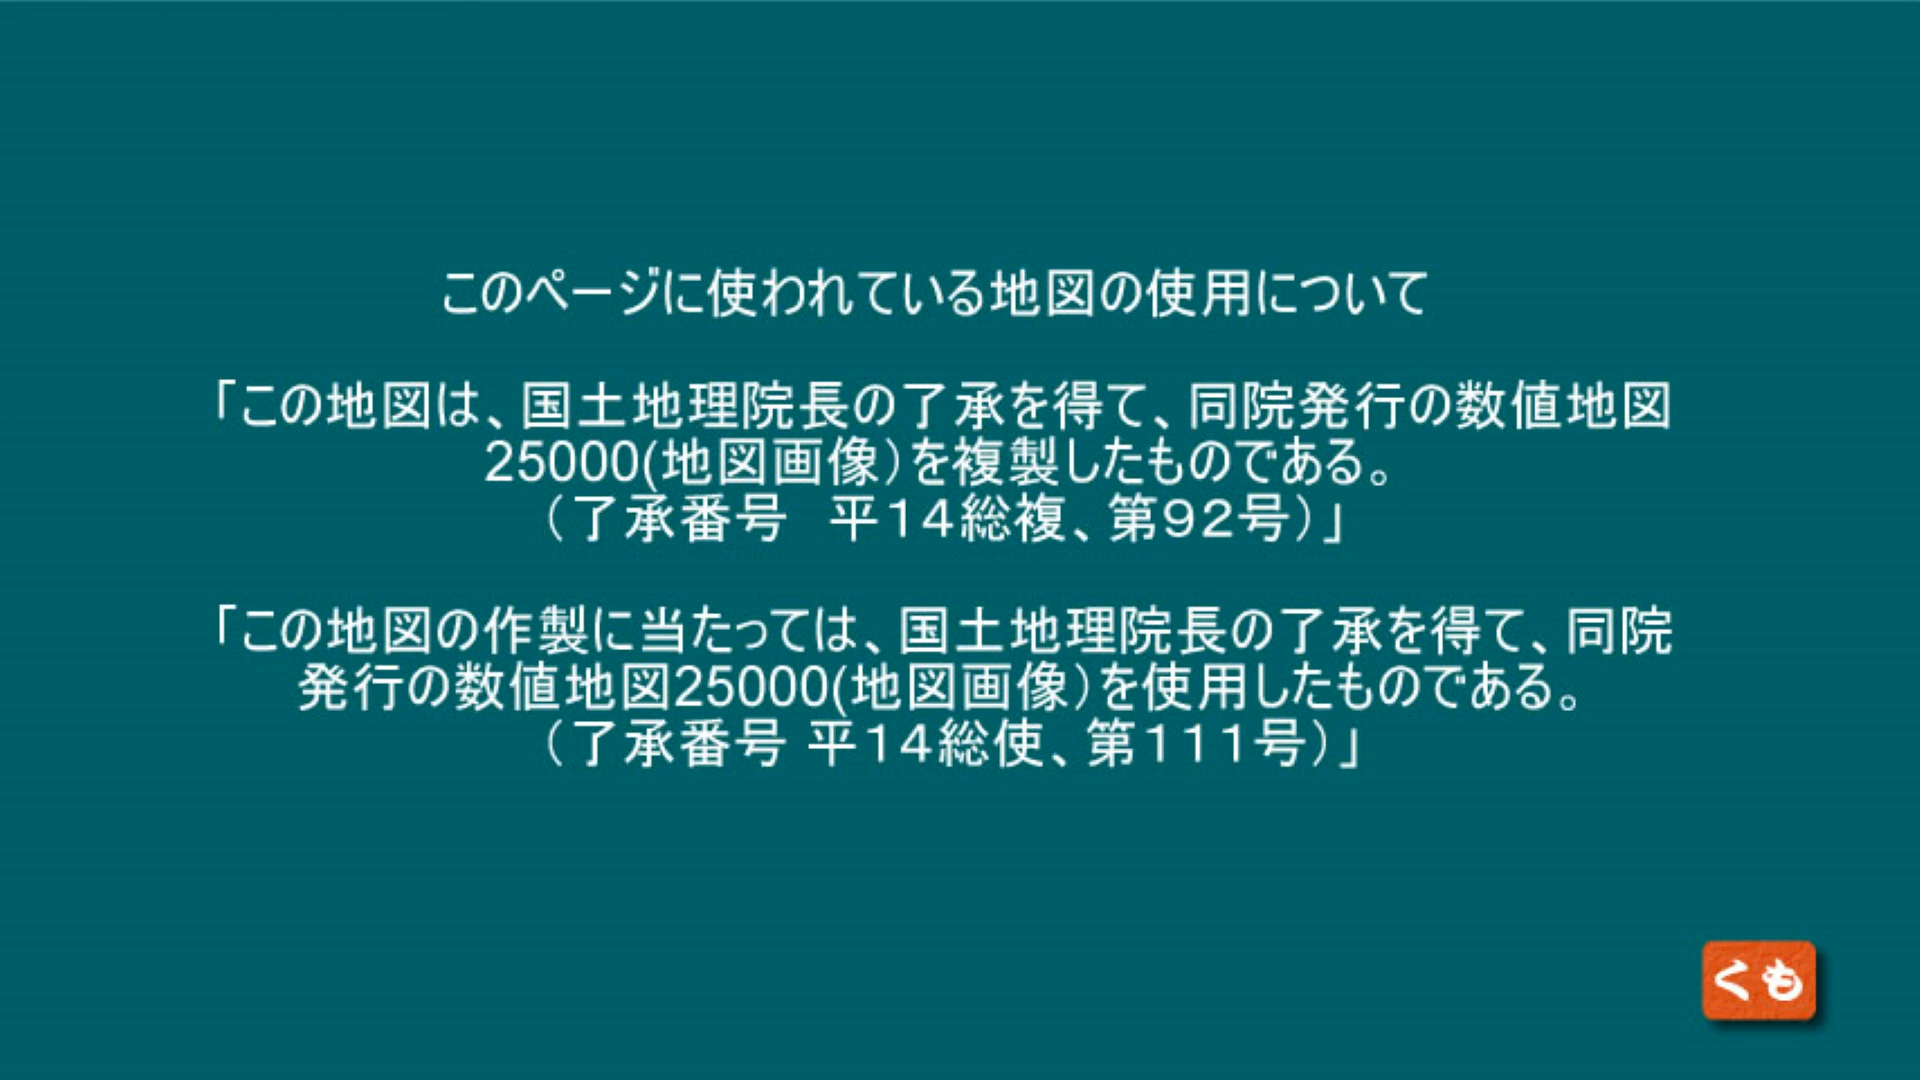 このページに使われている地図の使用について
「この地図は、国土地理院長の了承を得て、同院発行の数値地図
25000(地図画像）を複製したものである。
（了承番号　平１４総複、第９２号）」
「この地図の作製に当たっては、国土地理院長の了承を得て、同院
発行の数値地図25000(地図画像）を使用したものである。
（了承番号 平１４総使、第１１１号）」
くも